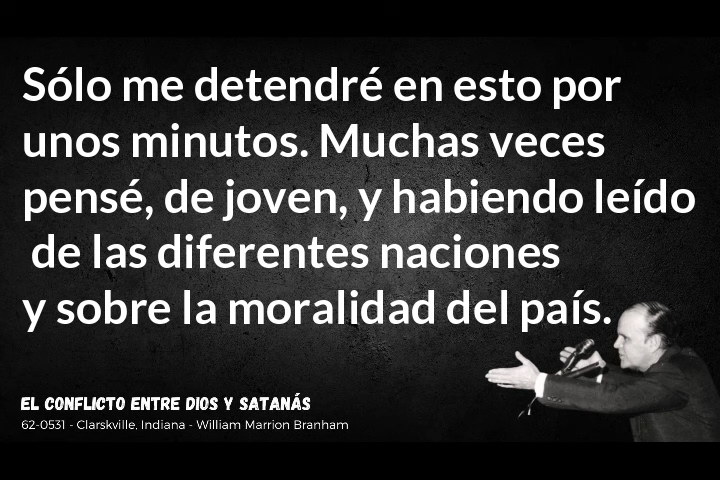 Sólo me detendré en esto por
unos minutos. Muchas veces
pensé, de joven, y habiendo leído
de las diferentes naciones
y sobre la moralidad del país.
EL CONFLICTO ENTRE DIOS Y SATANÁS
62-0531 - Clarskville, Indiana - William Marrion Branham